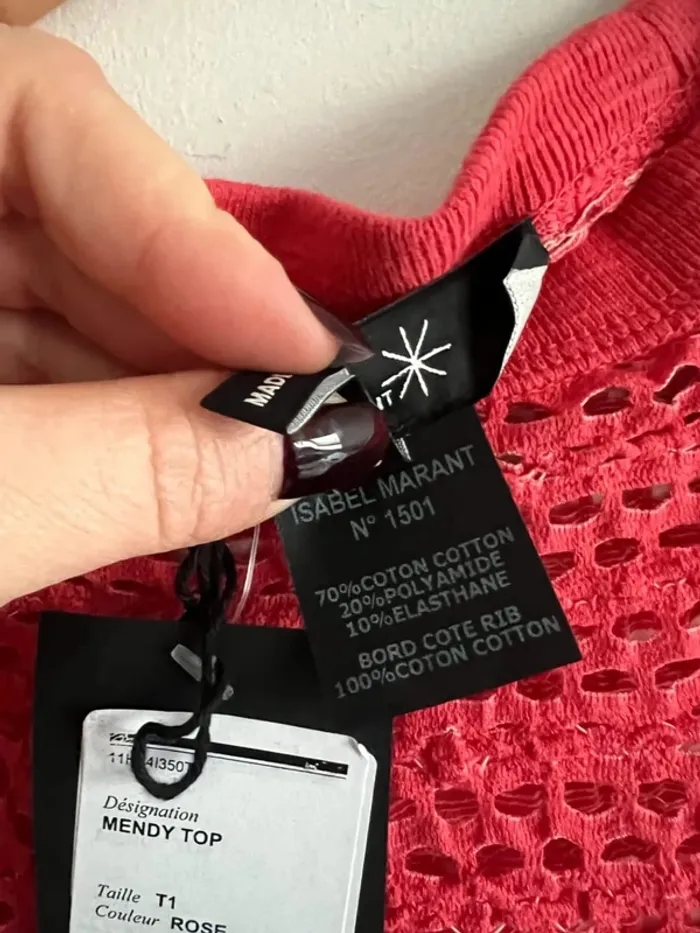 MADE
ISABEL MARANT
N° 1501
70%COTON COTTON
20%POLYAMIDE
10%ELASTHANE
BORD COTE RIB
100%COTON COTTON
Désignation
MENDY TOP
Taille T1
Couleur ROSE